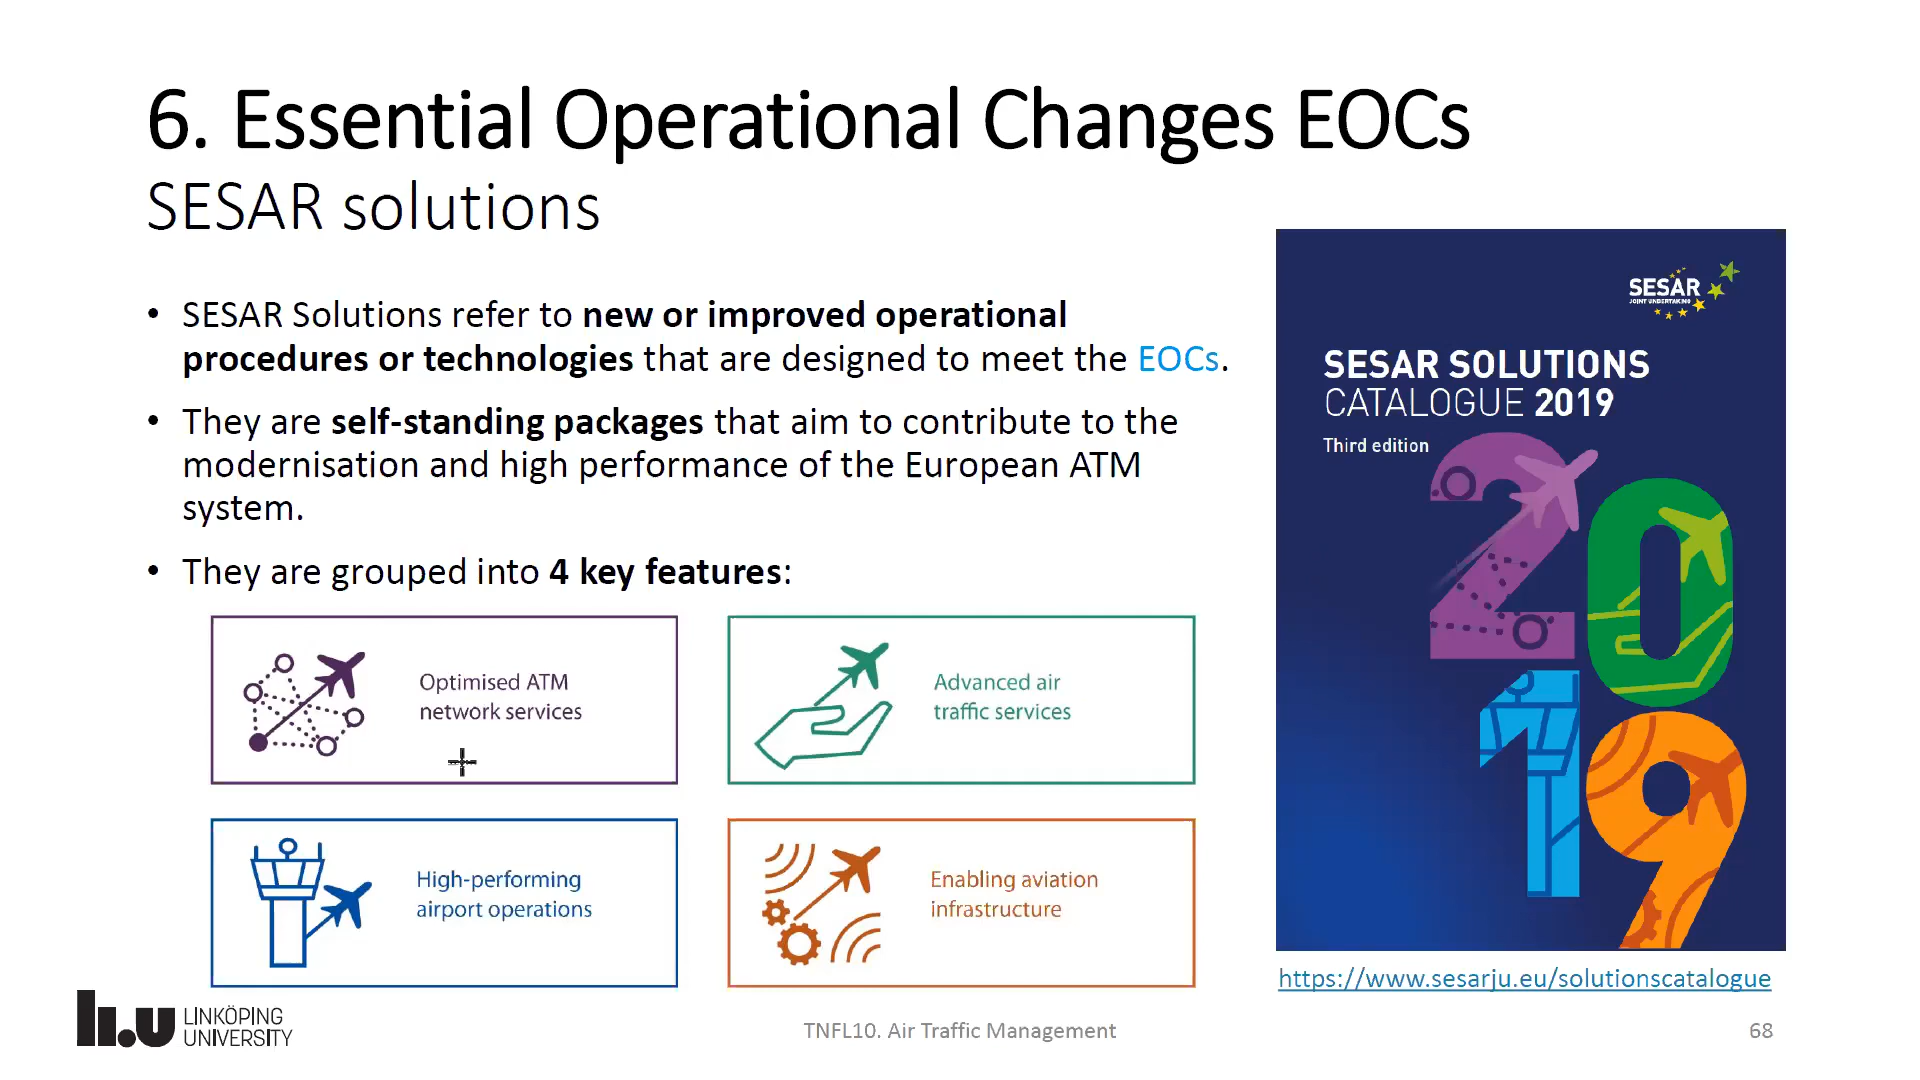 6. Essential Operational Changes EOCs
SESAR solutions
• SESAR Solutions refer to new or improved operational
procedures or technologies that are designed to meet the EOCs.
• They are self-standing packages that aim to contribute to the
modernisation and high performance of the European ATM
system.
• They are grouped into 4 key features:
Optimised ATM
network services
Advanced air
traffic services
High-performing
airport operations
Enabling aviation
infrastructure
SESAR
JOINT UNDERTAKING
SESAR SOLUTIONS
CATALOGUE 2019
Third edition
20
19
https://www.sesarju.eu/solutionscatalogue
LINKÖPING
UNIVERSITY
TNFL10. Air Traffic Management
68